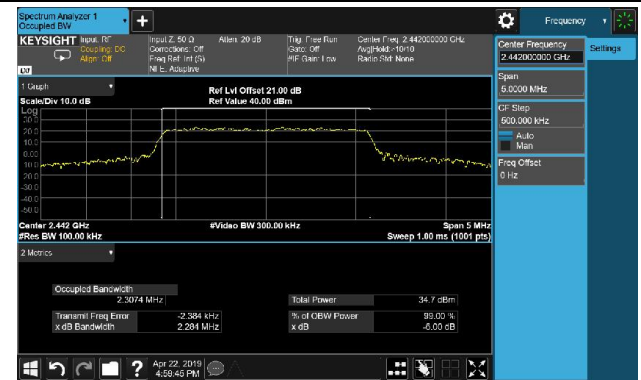 Spectrum Analyzer 1
Occupied BW
Frequency
KEYSIGHT
Input: RF
Coupling: DC
Align: Off
Input Z: 50 Ω
Corrections: Off
Freq Ref: Int (S)
NFE: Adaptive
Atten: 20 dB
Trig: Free Run
Gate: Off
#IF Gain: Low
Center Freq: 2.442000000 GHz
Avg|Hold:>10/10
Radio Std: None
Center Frequency
2.442000000 GHz
Settings
Span
5.0000 MHz
CF Step
500.000 kHz
Auto
Man
Freq Offset
0 Hz
1 Graph
Scale/Div 10.0 dB
Ref Lvl Offset 21.00 dB
Ref Value 40.00 dBm
Log
30.0
20.0
10.0
0.00
-10.0
-20.0
-30.0
-40.0
-50.0
Center 2.442 GHz
#Video BW 300.00 kHz
Span 5 MHz
#Res BW 100.00 kHz
Sweep 1.00 ms (1001 pts)
2 Metrics
Occupied Bandwidth
2.3074 MHz
Total Power
34.7 dBm
Transmit Freq Error
-2.384 kHz
% of OBW Power
99.00 %
x dB Bandwidth
2.284 MHz
x dB
-6.00 dB
?
Apr 22, 2019
4:59:45 PM